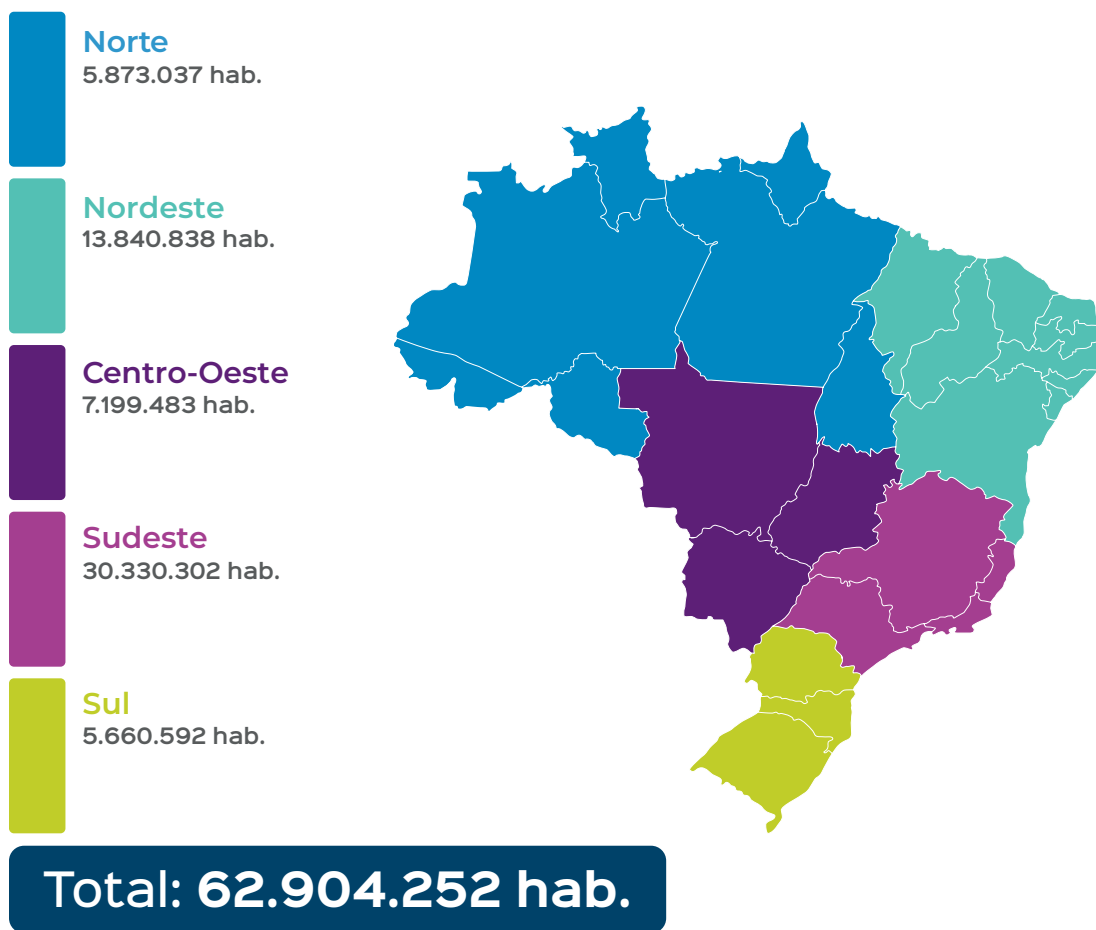 Norte
5.873.037 hab.
Nordeste
13.840.838 hab.
Centro-Oeste
7.199.483 hab.
Sudeste
30.330.302 hab.
Sul
5.660.592 hab.
Total: 62.904.252 hab.